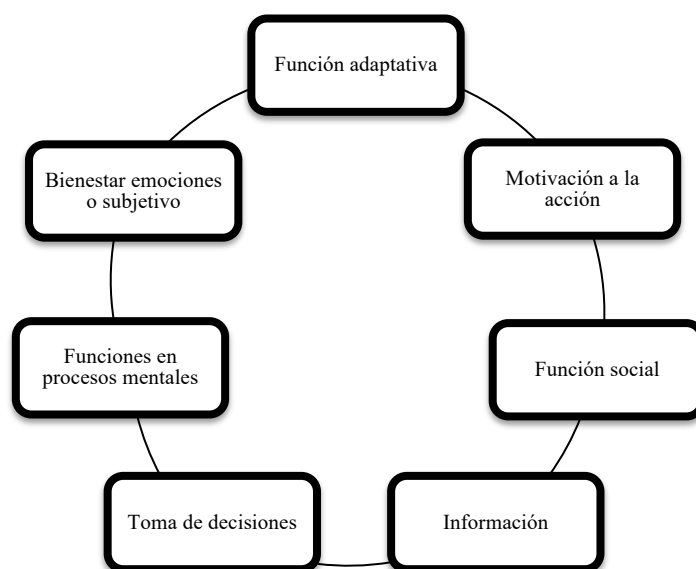 Función adaptativa
Motivación a la
acción
Función social
Información
Toma de decisiones
Funciones en
procesos mentales
Bienestar emociones
o subjetivo